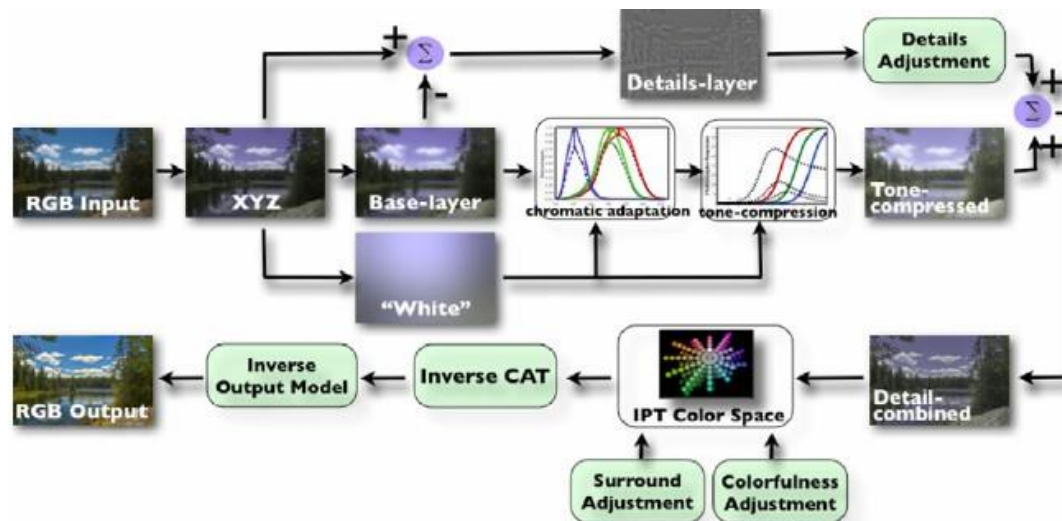 +
Σ
-
Details-layer
Details
Adjustment
+
Σ
+
RGB Input
XYZ
Base-layer
chromatic adaptation
tone-compression
Tone-
compressed
“White”
RGB Output
Inverse
Output Model
Inverse CAT
IPT Color Space
Detail-
combined
Surround
Adjustment
Colorfulness
Adjustment